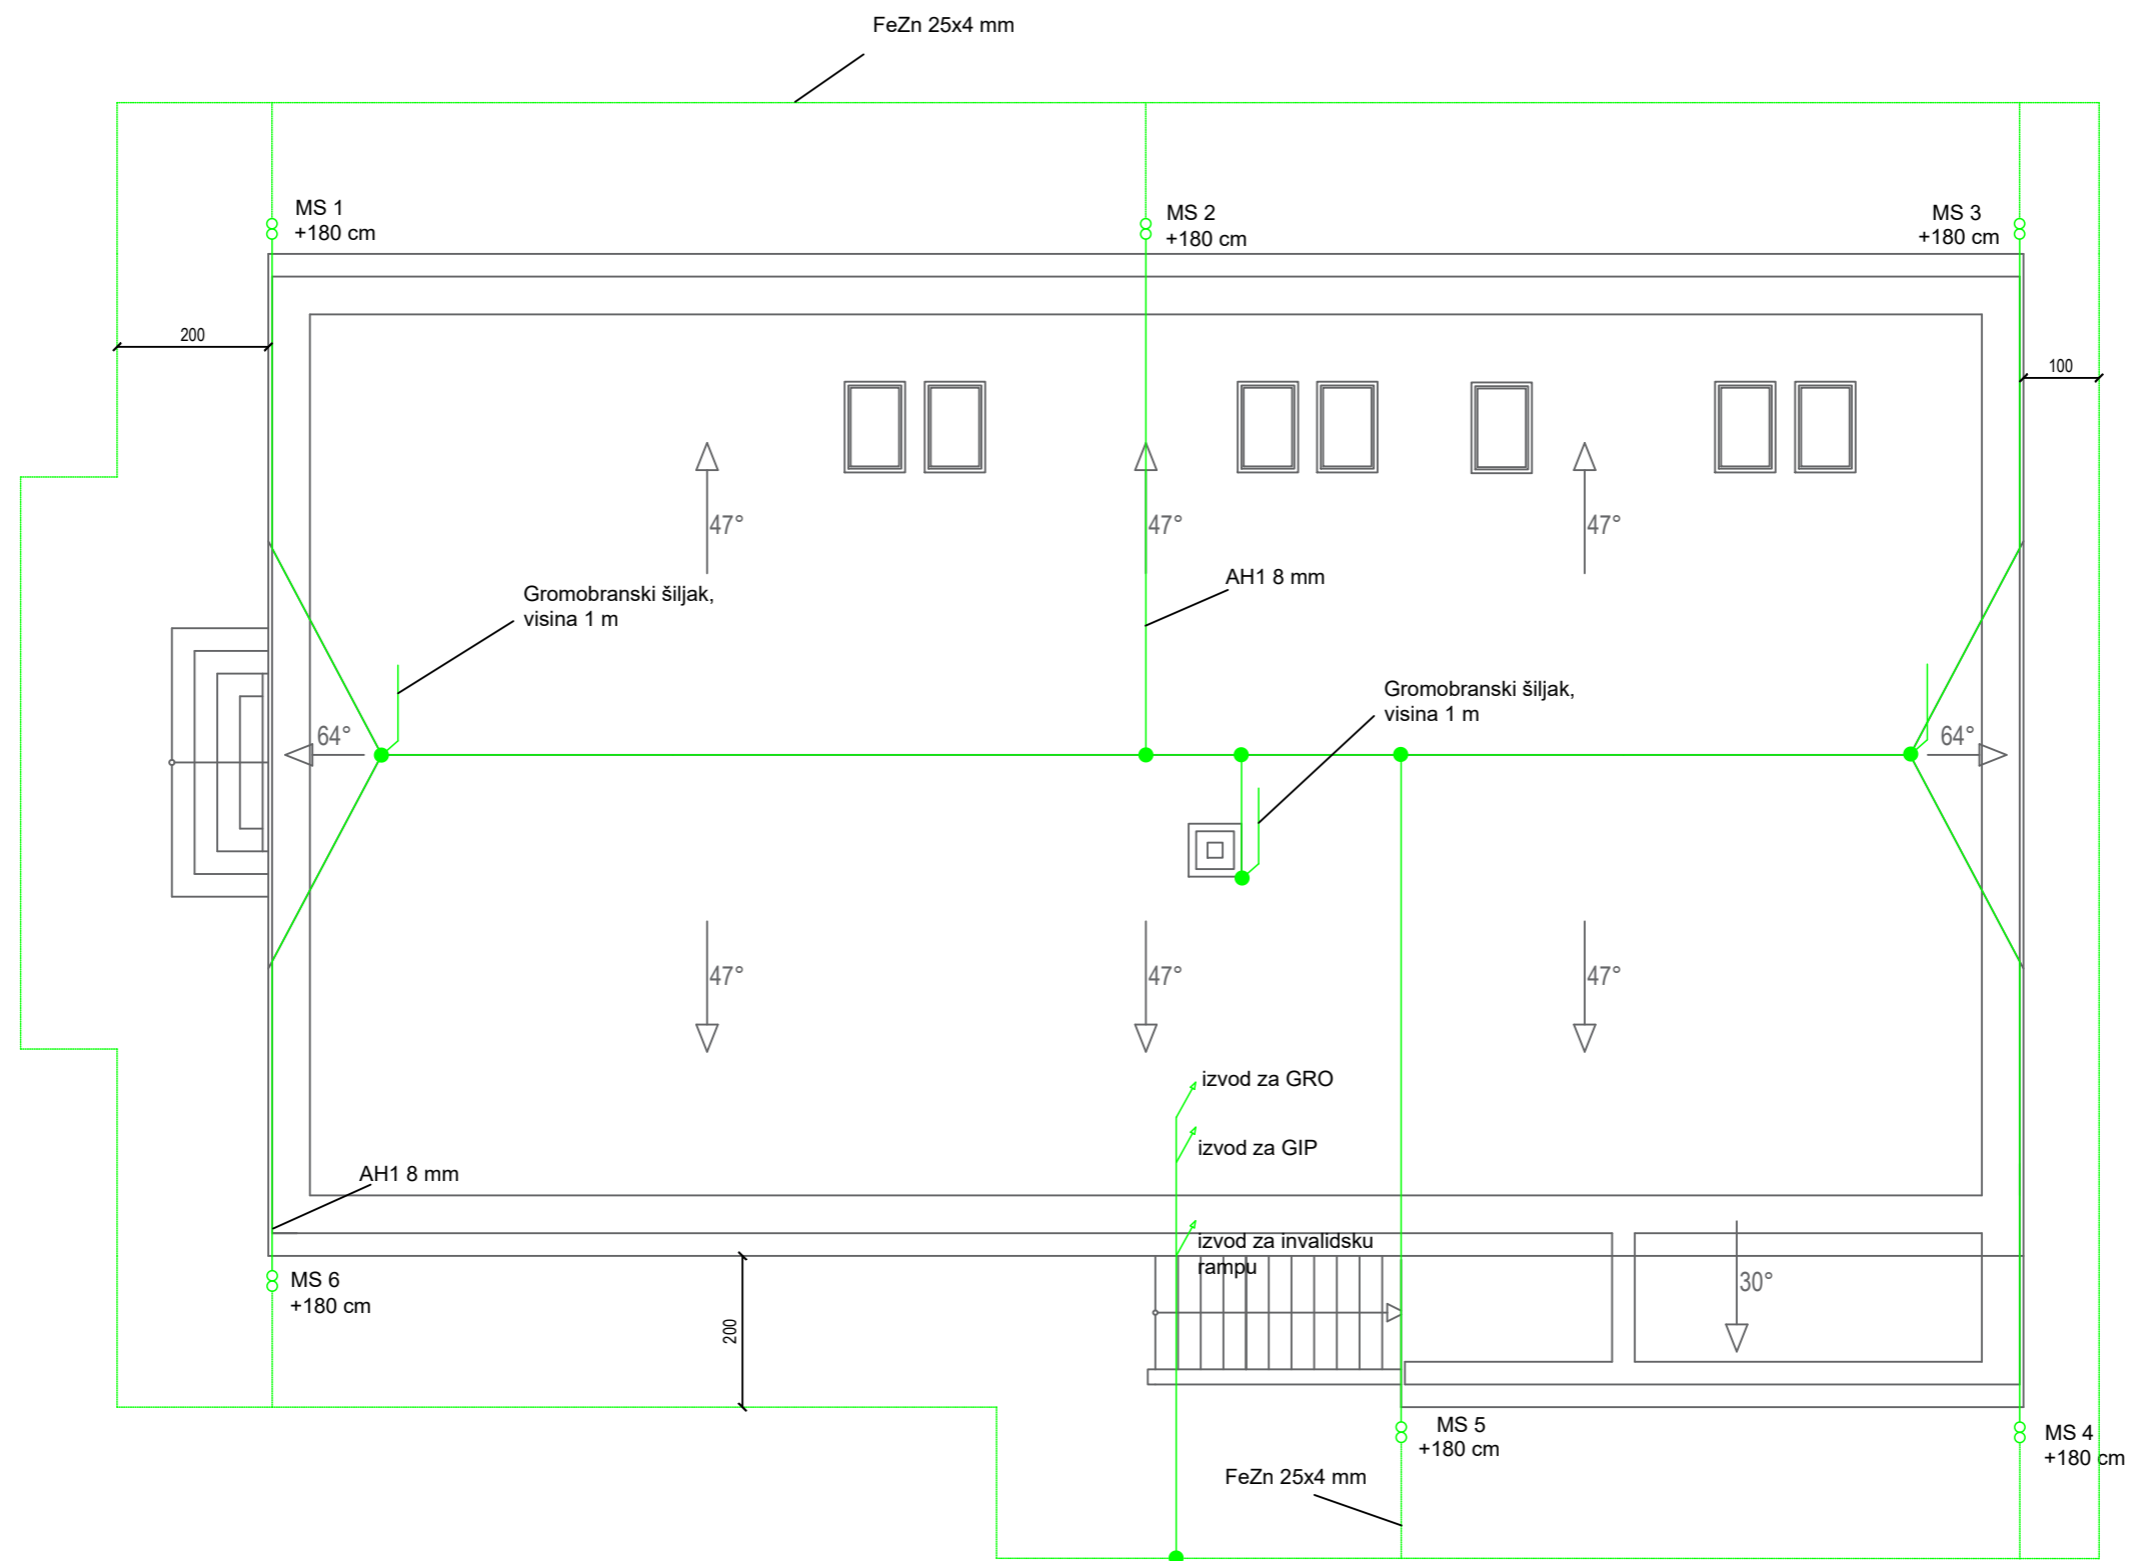 FeZn 25x4 mm
MS 1
+180 cm
MS 2
+180 cm
MS 3
+180 cm
200
100
47°
47°
47°
AH1 8 mm
Gromobranski šiljak,
visina 1 m
Gromobranski šiljak,
visina 1 m
64°
64°
47°
47°
47°
izvod za GRO
izvod za GIP
AH1 8 mm
izvod za invalidsku
rampu
MS 6
+180 cm
30°
200
MS 5
+180 cm
MS 4
+180 cm
FeZn 25x4 mm